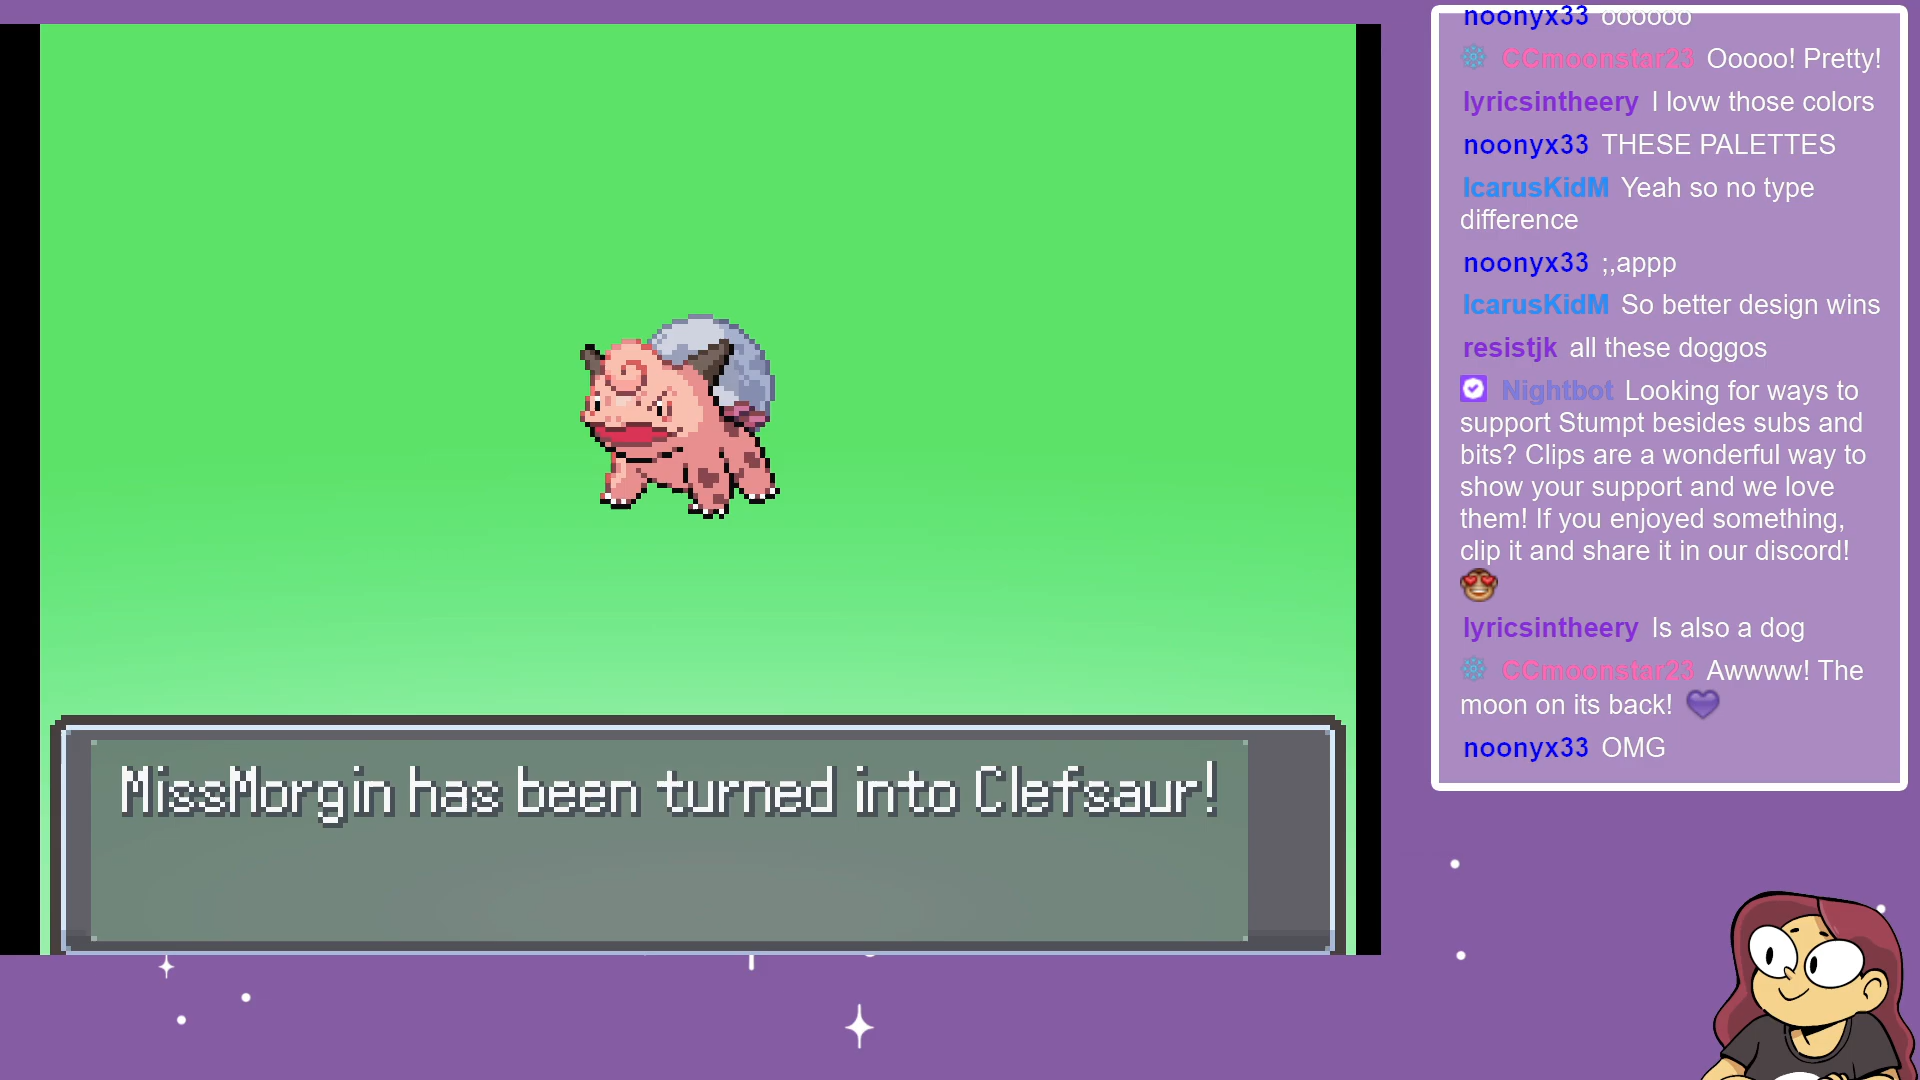 MissMorgin has been turned into Clefsaur!
noonyx33 oooooo
CCmoonstar23 Ooooo! Pretty!
lyricsintheery I lovw those colors
noonyx33 THESE PALETTES
IcarusKidM Yeah so no type
difference
noonyx33 ;,appp
IcarusKidM So better design wins
resistjk all these doggos
Nightbot Looking for ways to
support Stumpt besides subs and
bits? Clips are a wonderful way to
show your support and we love
them! If you enjoyed something,
clip it and share it in our discord!
lyricsintheery Is also a dog
CCmoonstar23 Awwww! The
moon on its back!
noonyx33 OMG